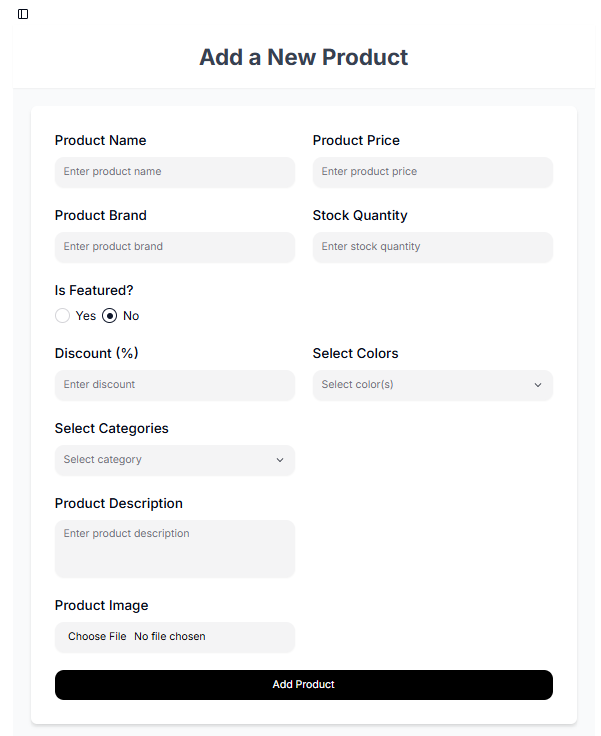 Add a New Product
Product Name
Product Price
Enter product name
Enter product price
Product Brand
Stock Quantity
Enter product brand
Enter stock quantity
Is Featured?
Yes
No
Discount (%)
Select Colors
Enter discount
Select color(s)
Select Categories
Select category
Product Description
Enter product description
Product Image
Choose File No file chosen
Add Product